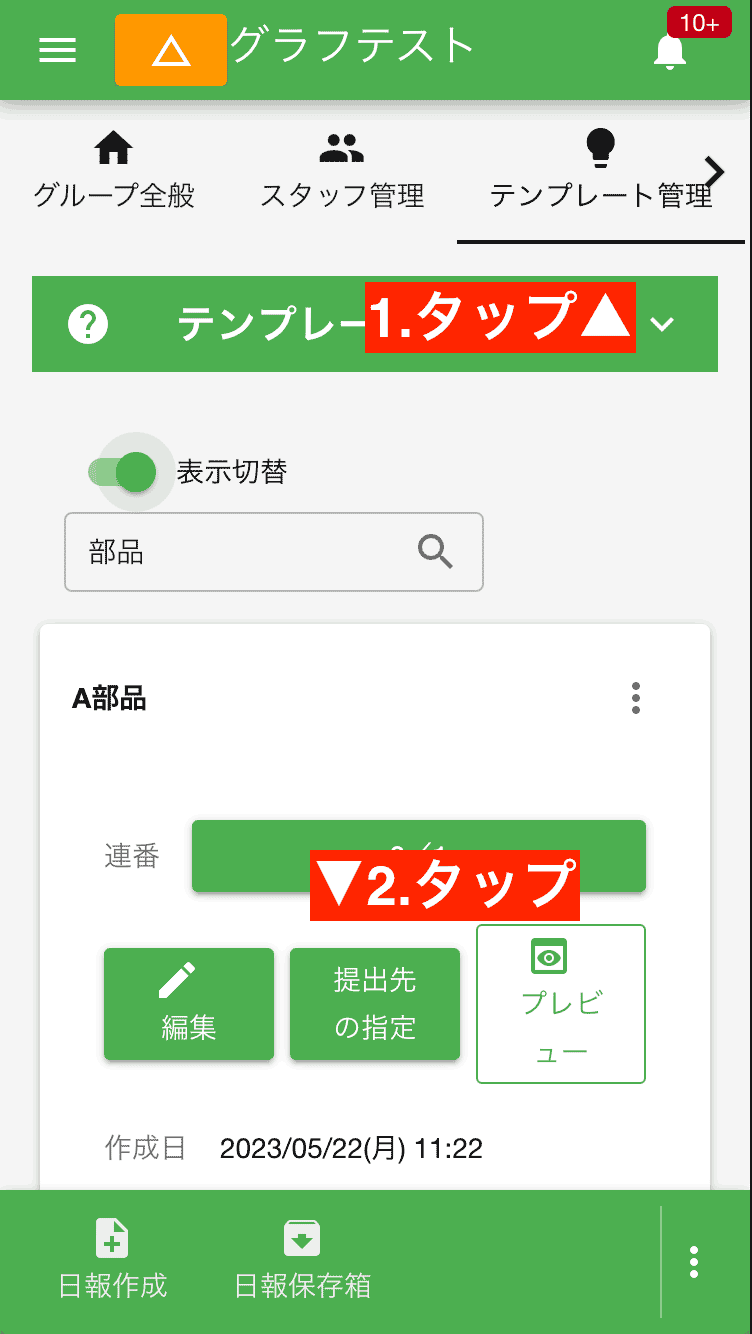 グラフテスト
10+
グループ全般
スタッフ管理
テンプレート管理
テンプレー
1.タップ▲
表示切替
部品
A部品
連番
▼2.タップ
編集
提出先
の指定
プレビ
ュー
作成日 2023/05/22(月) 11:22
日報作成
日報保存箱